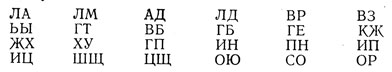 ЛА ЛМ АД ЛД ВР ВЗ
ЬЫ ГТ ВБ ГБ ГЕ КЖ
ЖХ ХУ ГП ИН ПН ИП
ИЦ ШЩ ЦЩ ОЮ СО ОР